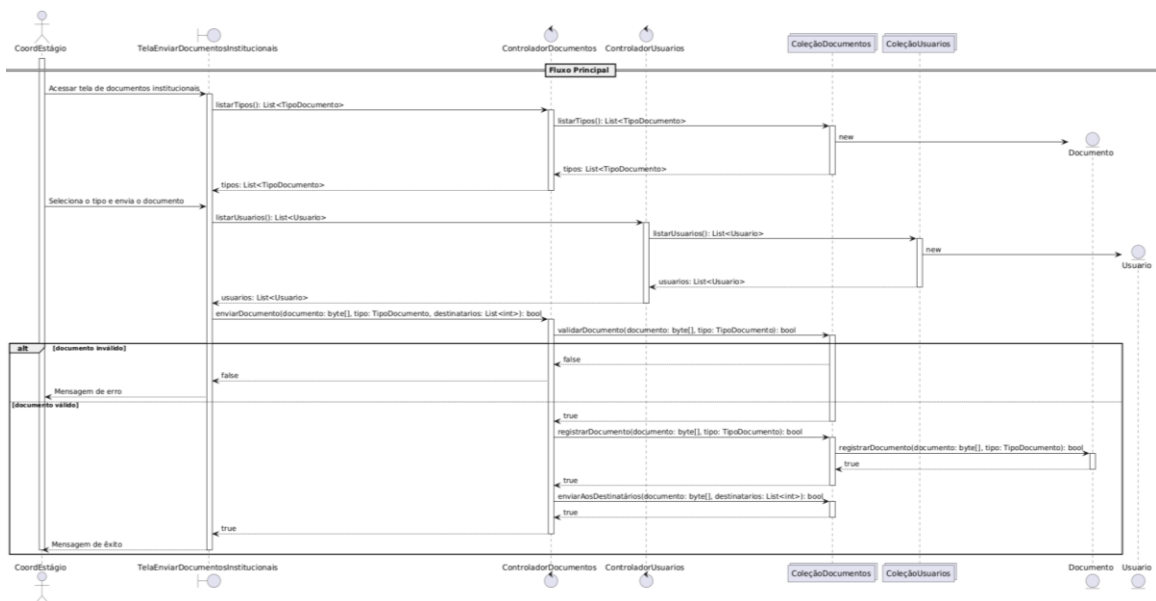 CoordEstágio
TelaEnviarDocumentosInstitucionais
ControladorDocumentos
ControladorUsuarios
ColeçãoDocumentos
ColeçãoUsuarios
Fluxo Principal
Acessar tela de documentos institucionais
listarTipos(): List<TipoDocumento>
listarTipos(): List<TipoDocumento>
new
Documento
tipos: List<TipoDocumento>
tipos: List<TipoDocumento>
Seleciona o tipo e envia o documento
listarUsuarios(): List<Usuario>
listarUsuarios(): List<Usuario>
new
Usuario
usuarios: List<Usuario>
usuarios: List<Usuario>
enviarDocumento(documento: byte[], tipo: TipoDocumento, destinatarios: List<int>): bool
validarDocumento(documento: byte[], tipo: TipoDocumento): bool
alt
[documento inválido]
false
false
Mensagem de erro
[documento válido]
true
registrarDocumento(documento: byte[], tipo: TipoDocumento): bool
registrarDocumento(documento: byte[], tipo: TipoDocumento): bool
true
true
enviarAosDestinatários(documento: byte[], destinatarios: List<int>): bool
true
true
Mensagem de êxito
CoordEstágio
TelaEnviarDocumentosInstitucionais
ControladorDocumentos
ControladorUsuarios
ColeçãoDocumentos
ColeçãoUsuarios
Documento
Usuario